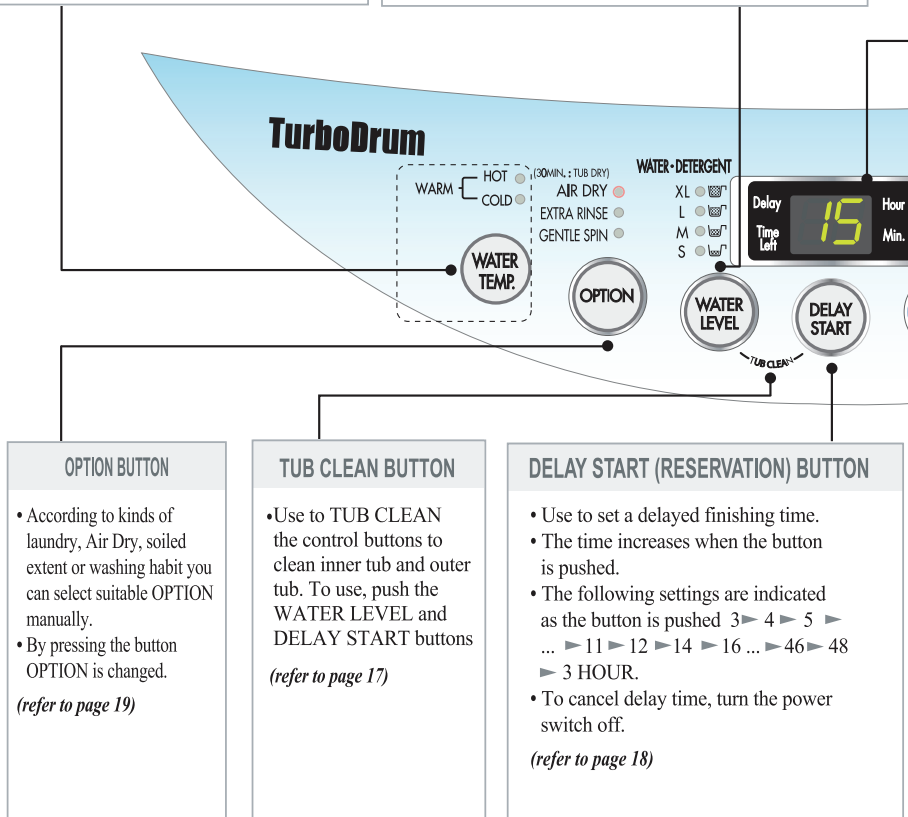 TurboDrum
WARM
HOT
COLD
(30MIN. : TUB DRY)
AIR DRY
EXTRA RINSE
GENTLE SPIN
WATER • DETERGENT
XL
L
M
S
Delay
Time
Left
15
Hour
Min.
WATER
TEMP.
OPTION
WATER
LEVEL
DELAY
START
TUB CLEAN
OPTION BUTTON
• According to kinds of
laundry, Air Dry, soiled
extent or washing habit you
can select suitable OPTION
manually.
• By pressing the button
OPTION is changed.
(refer to page 19)
TUB CLEAN BUTTON
•Use to TUB CLEAN
the control buttons to
clean inner tub and outer
tub. To use, push the
WATER LEVEL and
DELAY START buttons
(refer to page 17)
DELAY START (RESERVATION) BUTTON
• Use to set a delayed finishing time.
• The time increases when the button
is pushed.
• The following settings are indicated
as the button is pushed 3► 4 ► 5 ►
... ► 11 ► 12 ►14 ► 16 ... ► 46 ► 48
► 3 HOUR.
• To cancel delay time, turn the power
switch off.
(refer to page 18)